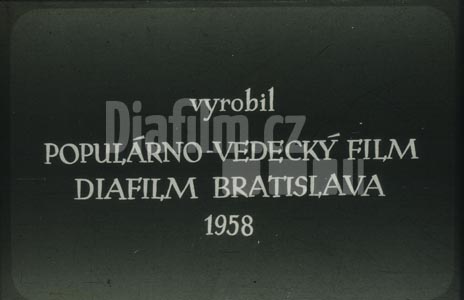 vyrobil
Diafilm.cz
POPULÁRNO-VEDECKÝ FILM
DIAFILM BRATISLAVA
1958